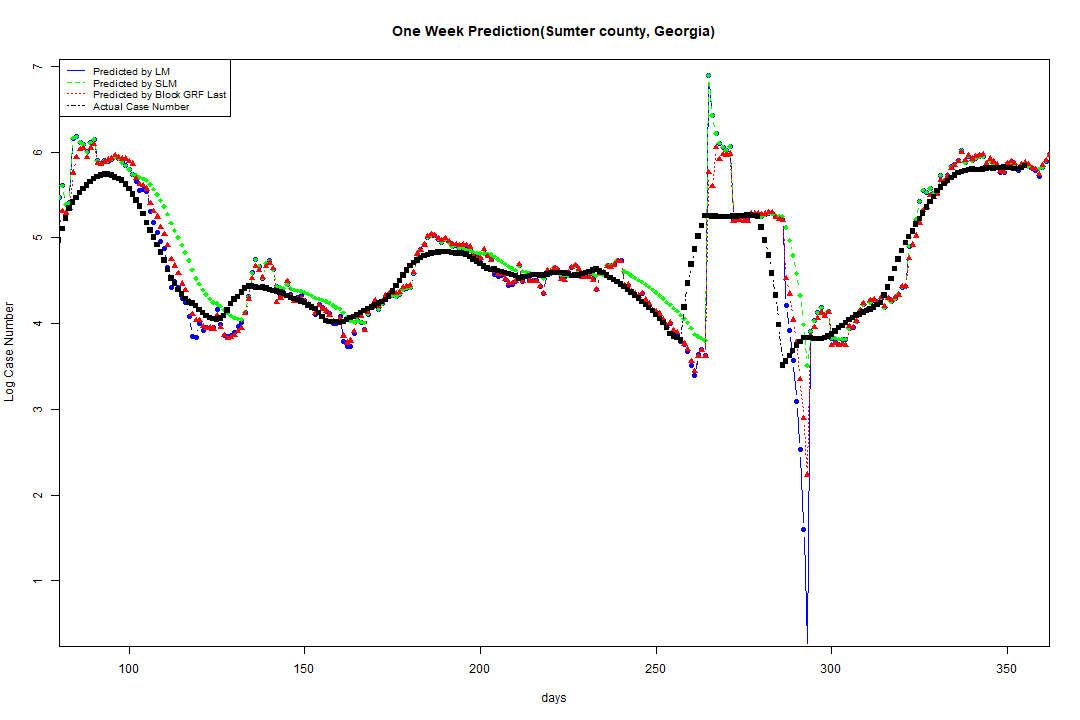 One Week Prediction(Sumter county, Georgia)
Predicted by LM
Predicted by SLM
Predicted by Block GRF Last
Actual Case Number
Log Case Number
7
6
5
4
3
2
1
100 150 200 250 300 350
days